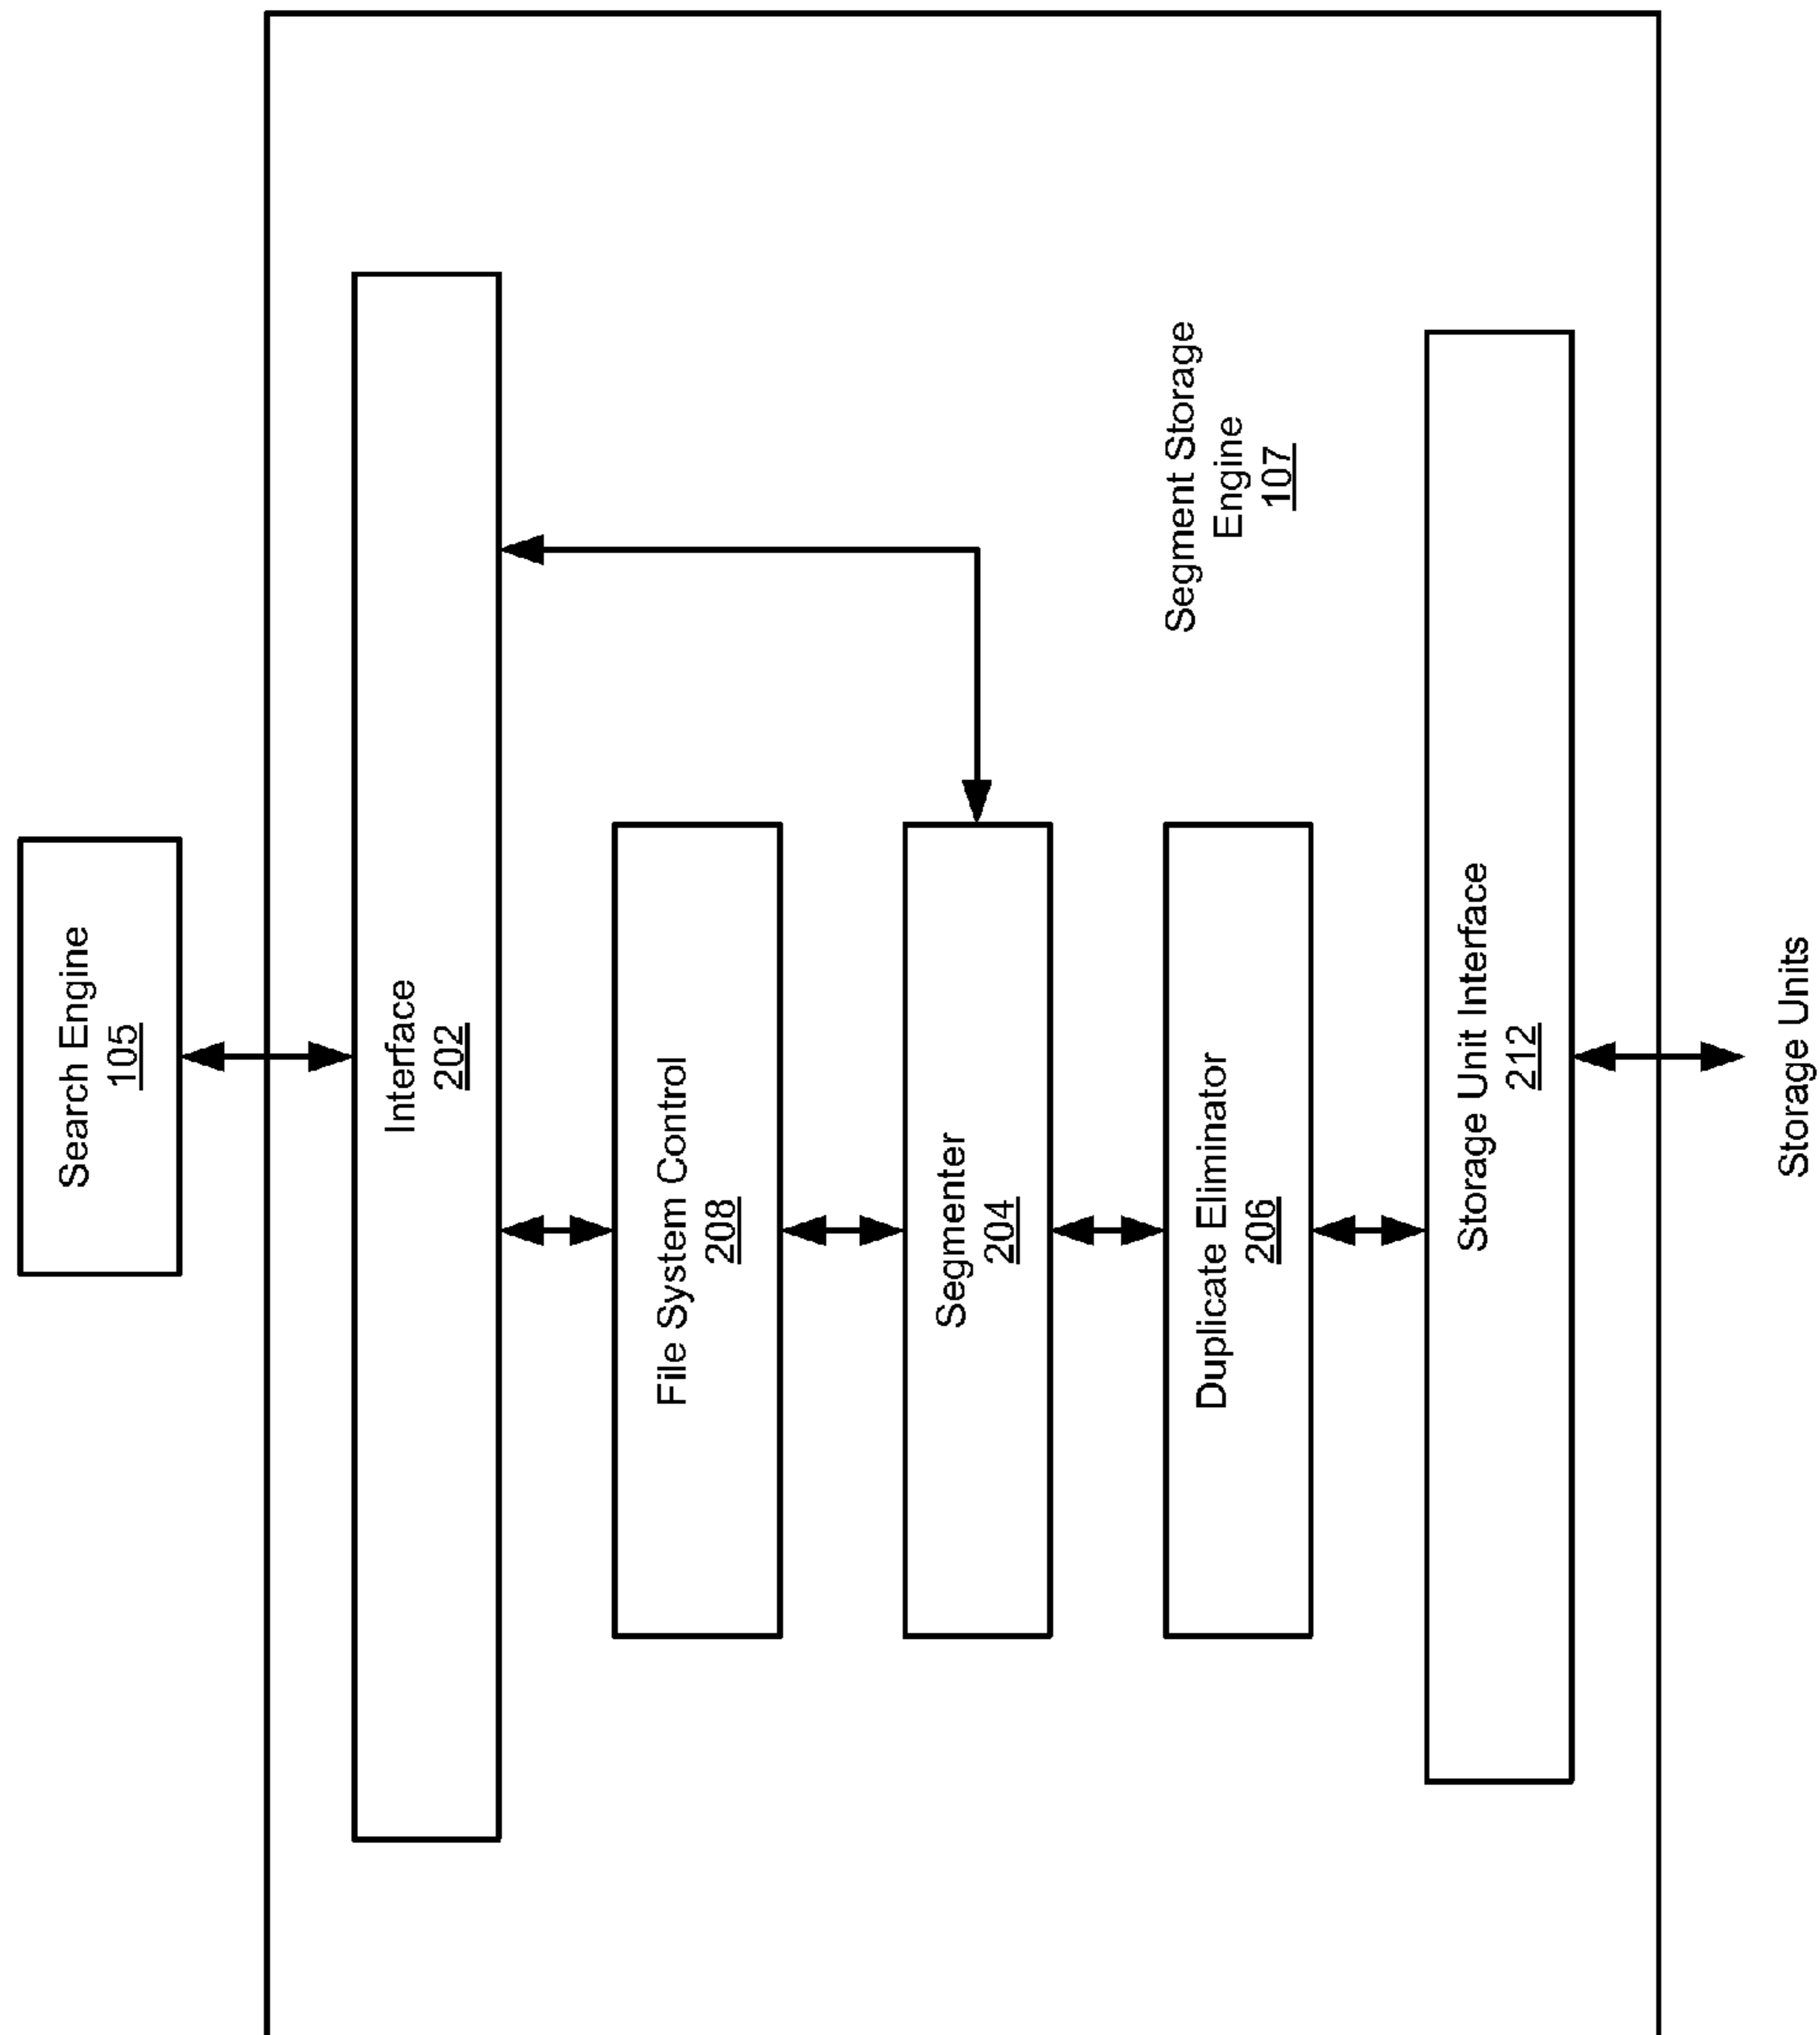 Search Engine
105
Interface
202
File System Control
208
Segmenter
204
Duplicate Eliminator
206
Segment Storage
Engine
107
Storage Unit Interface
212
Storage Units